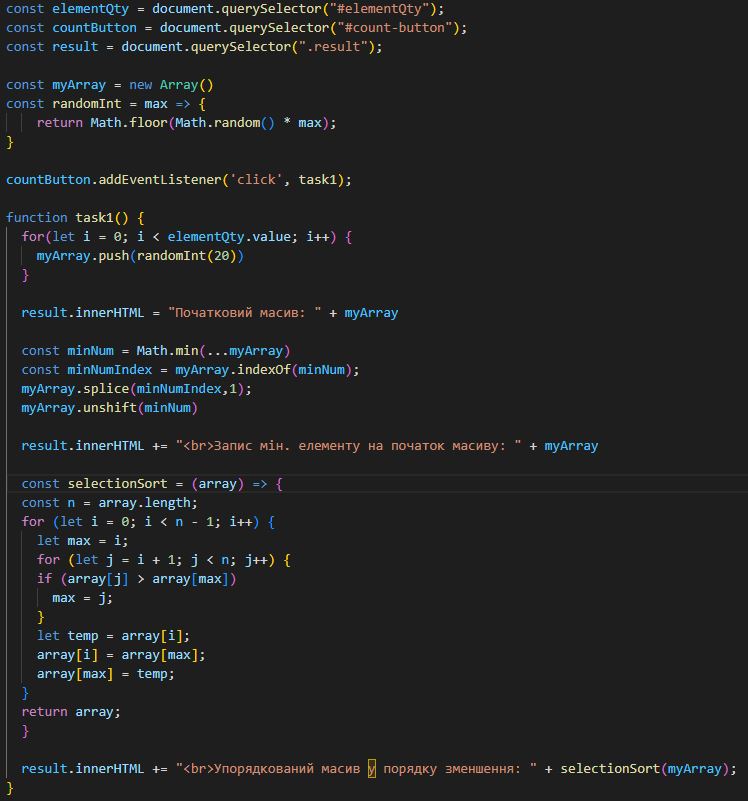 const elementQty = document.querySelector("#elementQty");
const countButton = document.querySelector("#count-button");
const result = document.querySelector(".result");

const myArray = new Array()
const randomInt = max => {
    return Math.floor(Math.random() * max);
}

countButton.addEventListener('click', task1);

function task1() {
  for(let i = 0; i < elementQty.value; i++) {
    myArray.push(randomInt(20))
  }

  result.innerHTML = "Початковий масив: " + myArray

  const minNum = Math.min(...myArray)
  const minNumIndex = myArray.indexOf(minNum);
  myArray.splice(minNumIndex,1);
  myArray.unshift(minNum)

  result.innerHTML += "<br>Запис мін. елементу на початок масиву: " + myArray

  const selectionSort = (array) => {
  const n = array.length;
  for (let i = 0; i < n - 1; i++) {
    let max = i;
    for (let j = i + 1; j < n; j++) {
    if (array[j] > array[max])
      max = j;
    }
    let temp = array[i];
    array[i] = array[max];
    array[max] = temp;
  }
  return array;
  }

  result.innerHTML += "<br>Упорядкований масив у порядку зменшення: " + selectionSort(myArray);
}